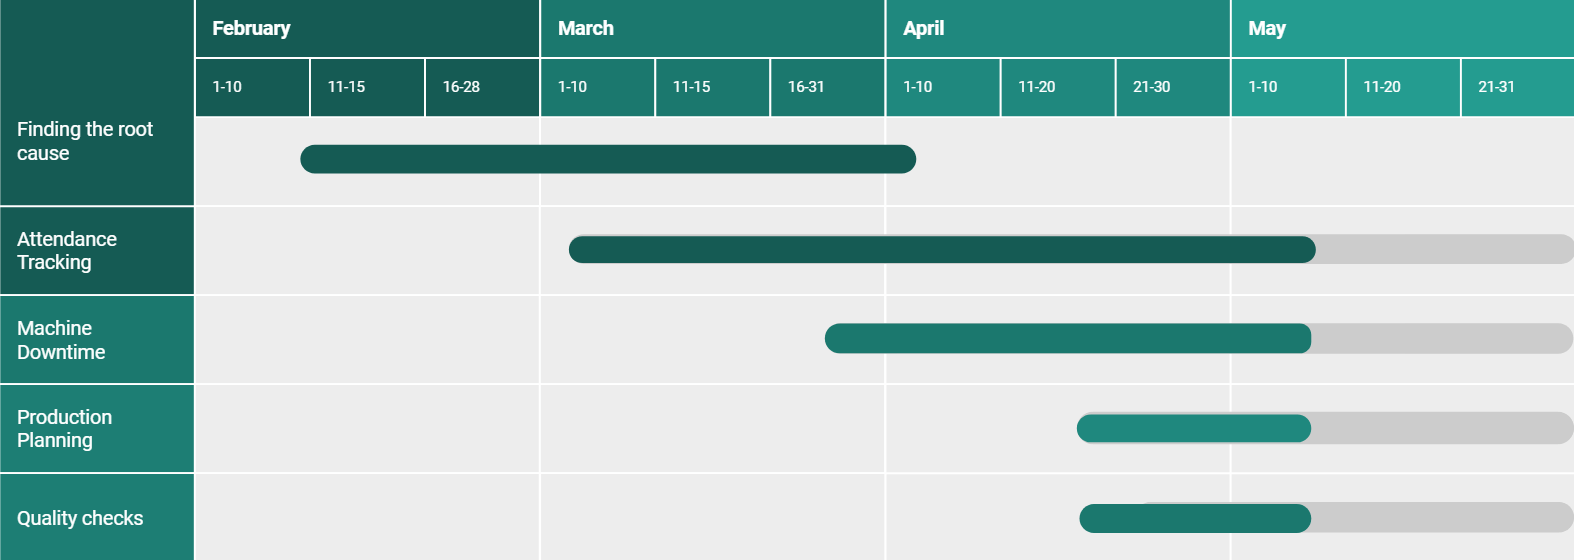 February
March
April
May
1-10
11-15
16-28
1-10
11-15
16-31
1-10
11-20
21-30
1-10
11-20
21-31
Finding the root
cause
Attendance
Tracking
Machine
Downtime
Production
Planning
Quality checks